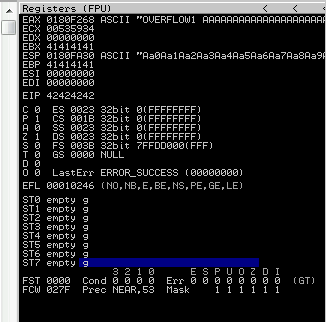 Registers (FPU) < < <
EAX 0180F268 ASCII "OVERFLOW1 AAAAAAAAAAAAAAAAAAAAA
ECX 00535934
EDX 00000000
EBX 41414141
ESP 0180FA30 ASCII "Aa0Aa1Aa2Aa3Aa4Aa5Aa6Aa7Aa8Aa9A
EBP 41414141
ESI 00000000
EDI 00000000
EIP 42424242
C 0 ES 0023 32bit 0(FFFFFFFF)
P 1 CS 001B 32bit 0(FFFFFFFF)
A 0 SS 0023 32bit 0(FFFFFFFF)
Z 1 DS 0023 32bit 0(FFFFFFFF)
S 0 FS 003B 32bit 7FFDD000(FFF)
T 0 GS 0000 NULL
D 0
O 0 LastErr ERROR_SUCCESS (00000000)
EFL 00010246 (NO,NB,E,BE,NS,PE,GE,LE)
ST0 empty g
ST1 empty g
ST2 empty g
ST3 empty g
ST4 empty g
ST5 empty g
ST6 empty g
ST7 empty g
3 2 1 0 E S P U O Z D I
FST 0000 Cond 0 0 0 0 Err 0 0 0 0 0 0 0 0 (GT)
FCW 027F Prec NEAR,53 Mask 1 1 1 1 1 1